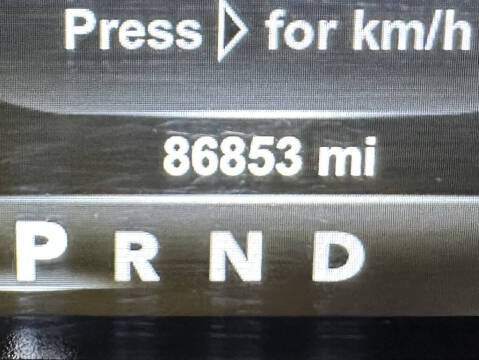 Press ▷ for km/h
86853 mi
P R N D